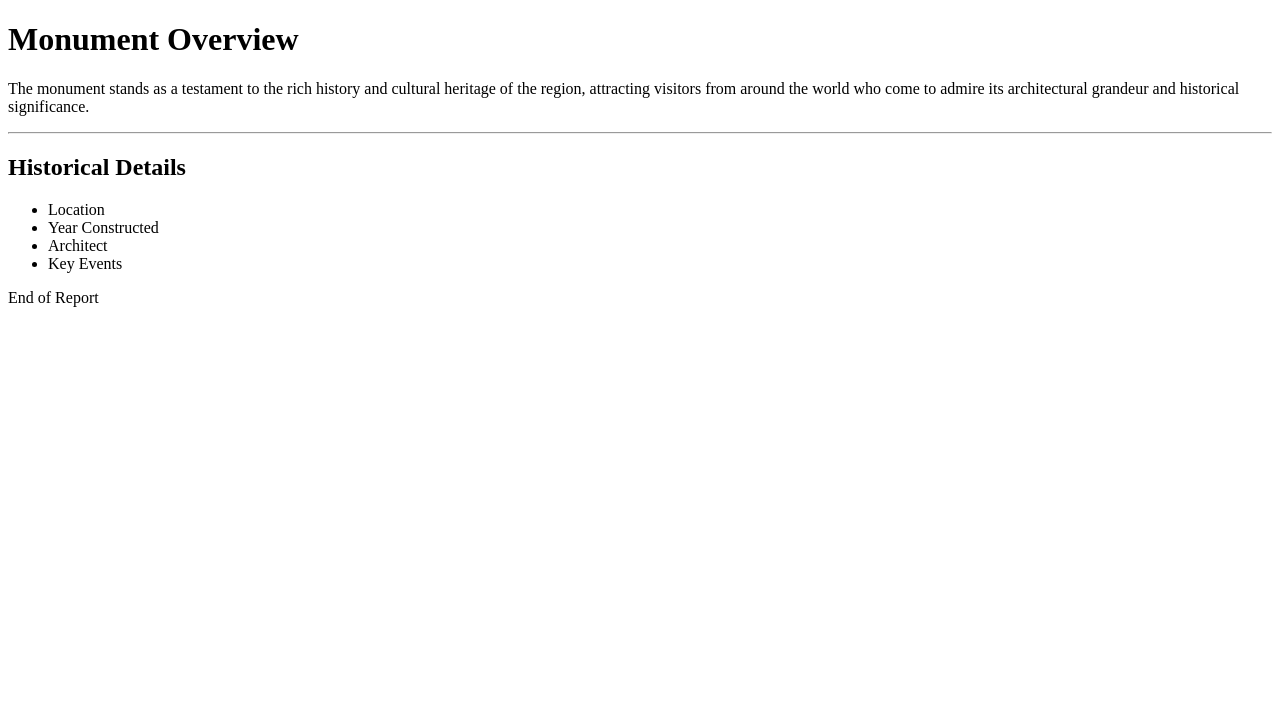 Monument Overview
The monument stands as a testament to the rich history and cultural heritage of the region, attracting visitors from around the world who come to admire its architectural grandeur and historical
significance.
Historical Details
Location
Year Constructed
Architect
Key Events
End of Report